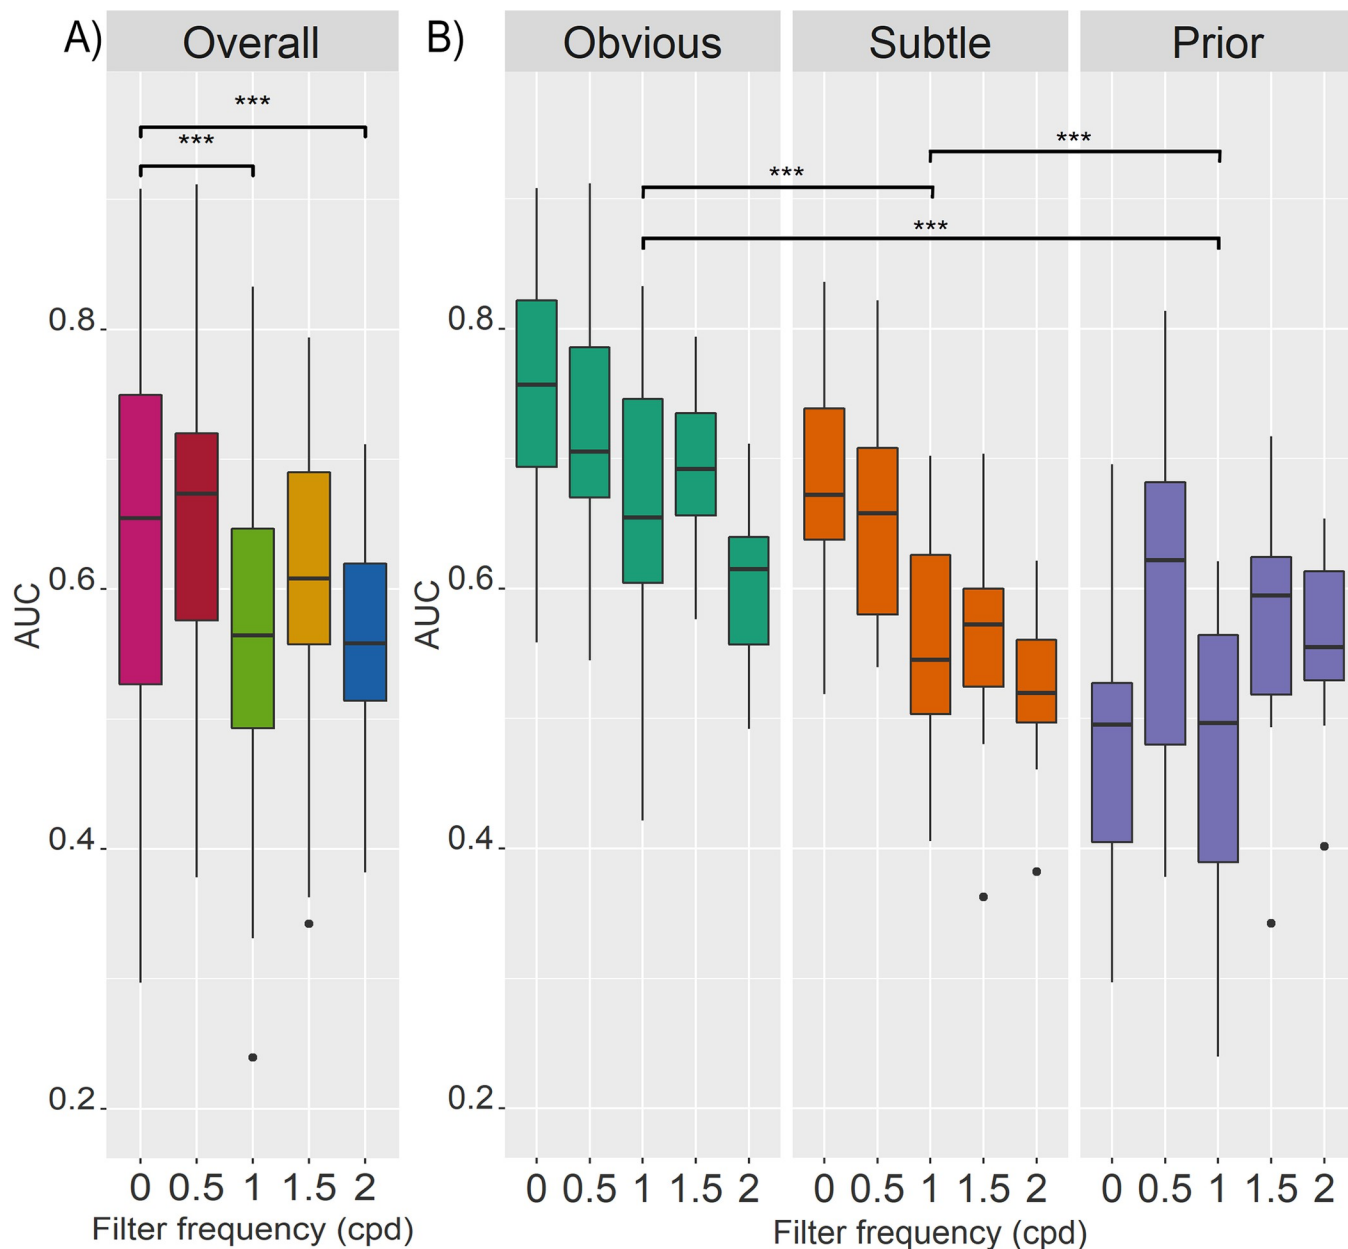 A) Overall
B) Obvious Subtle Prior
*** 
***
***
***
***
AUC
0.8
0.6
0.4
0.2
0 0.5 1 1.5 2
Filter frequency (cpd)
AUC
0.8
0.6
0.4
0.2
0 0.5 1 1.5 2 0 0.5 1 1.5 2 0 0.5 1 1.5 2
Filter frequency (cpd)